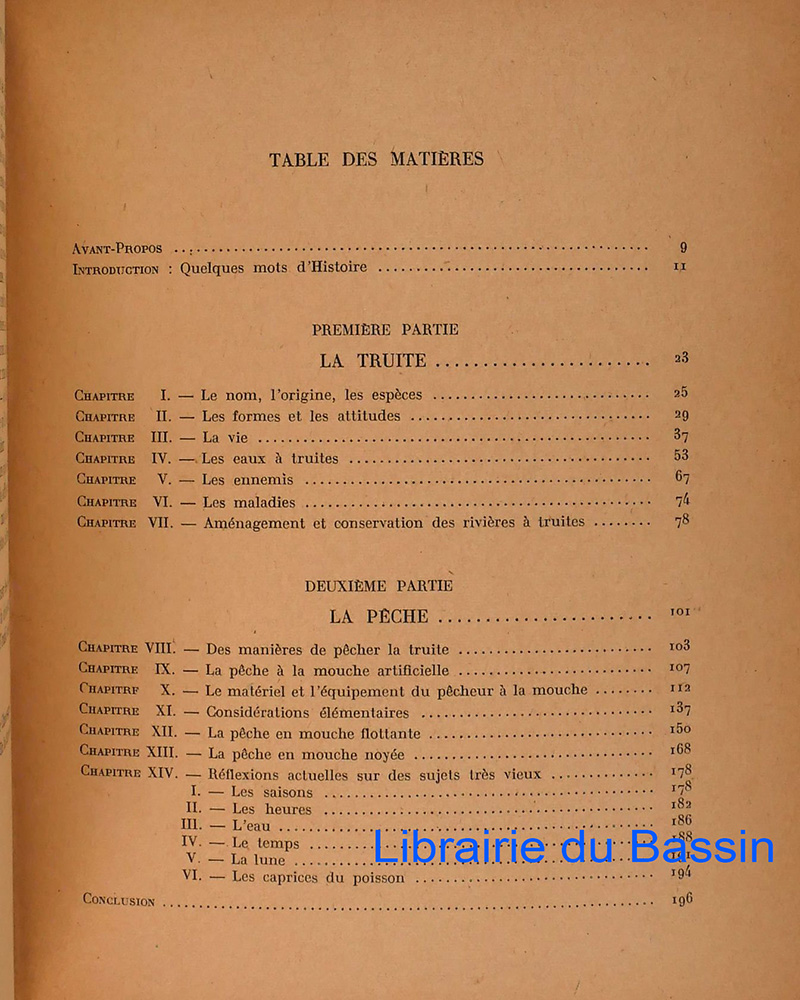 TABLE DES MATIÈRES
AVANT-PROPOS ........ 9
INTRODUCTION : Quelques mots d'Histoire ........ 11
PREMIÈRE PARTIE
LA TRUITE ........ 23
CHAPITRE I. — Le nom, l'origine, les espèces ........ 25
CHAPITRE II. — Les formes et les attitudes ........ 29
CHAPITRE III. — La vie ........ 37
CHAPITRE IV. — Les eaux à truites ........ 53
CHAPITRE V. — Les ennemis ........ 67
CHAPITRE VI. — Les maladies ........ 74
CHAPITRE VII. — Aménagement et conservation des rivières à truites ........ 78
DEUXIÈME PARTIE
LA PÊCHE ........ 101
CHAPITRE VIII. — Des manières de pêcher la truite ........ 103
CHAPITRE IX. — La pêche à la mouche artificielle ........ 107
CHAPITRE X. — Le matériel et l'équipement du pêcheur à la mouche ........ 112
CHAPITRE XI. — Considérations élémentaires ........ 137
CHAPITRE XII. — La pêche en mouche flottante ........ 150
CHAPITRE XIII. — La pêche en mouche noyée ........ 168
CHAPITRE XIV. — Réflexions actuelles sur des sujets très vieux ........ 178
I. — Les saisons ........ 178
II. — Les heures ........ 182
III. — L'eau ........ 186
IV. — Le temps ........ 188
V. — La lune ........
Librairie du Bassin
VI. — Les caprices du poisson ........ 194
CONCLUSION ........ 196